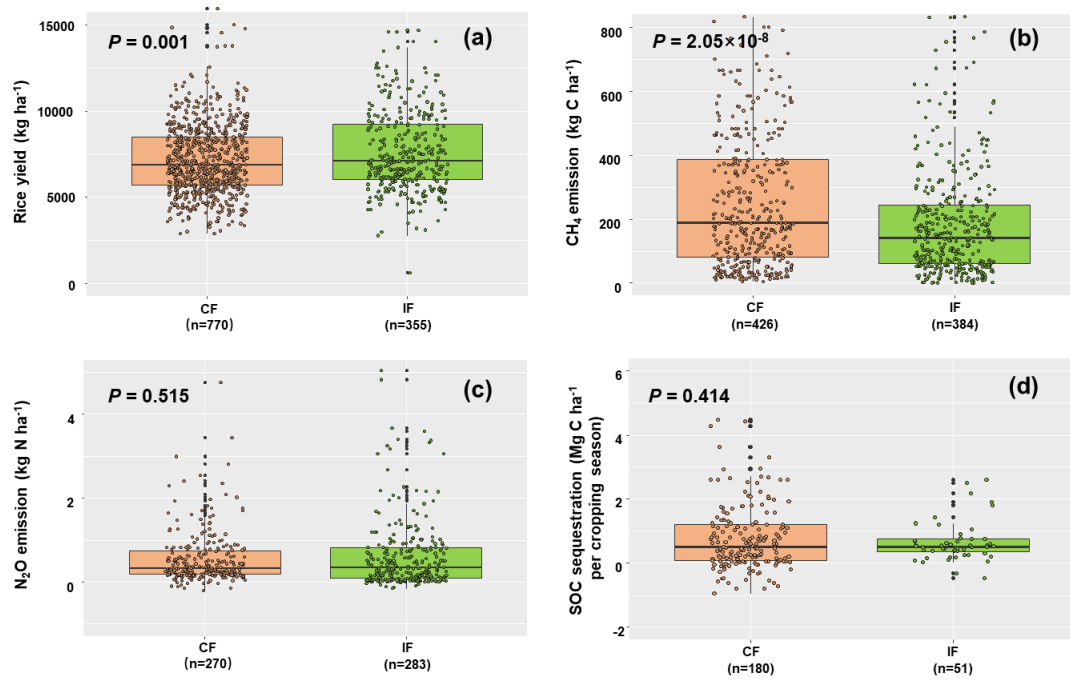 P = 0.001
(a)
Rice yield (kg ha⁻¹)
15000
10000
5000
0
CF
(n=770)
IF
(n=355)
P = 2.05×10⁻⁸
(b)
CH₄ emission (kg C ha⁻¹)
800
600
400
200
0
CF
(n=426)
IF
(n=384)
P = 0.515
(c)
N₂O emission (kg N ha⁻¹)
4
2
0
CF
(n=270)
IF
(n=283)
P = 0.414
(d)
SOC sequestration (Mg C ha⁻¹
per cropping season)
6
4
2
0
-2
CF
(n=180)
IF
(n=51)